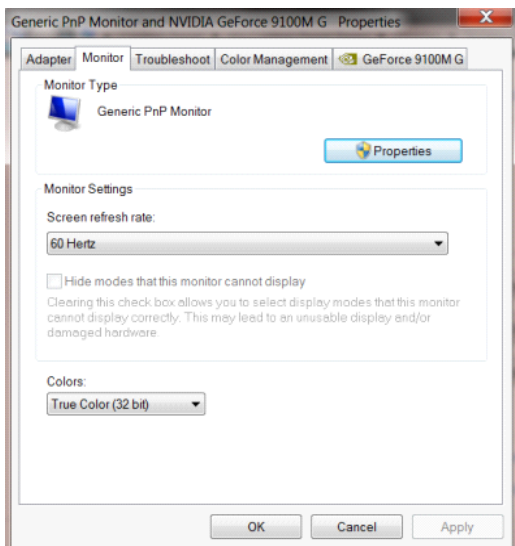 Generic PnP Monitor and NVIDIA GeForce 9100M G Properties
X
Adapter Monitor Troubleshoot Color Management GeForce 9100M G
Monitor Type
Generic PnP Monitor
Properties
Monitor Settings
Screen refresh rate:
60 Hertz
Hide modes that this monitor cannot display
Clearing this check box allows you to select display modes that this monitor
cannot display correctly. This may lead to an unusable display and/or
damaged hardware.
Colors:
True Color (32 bit)
OK Cancel Apply